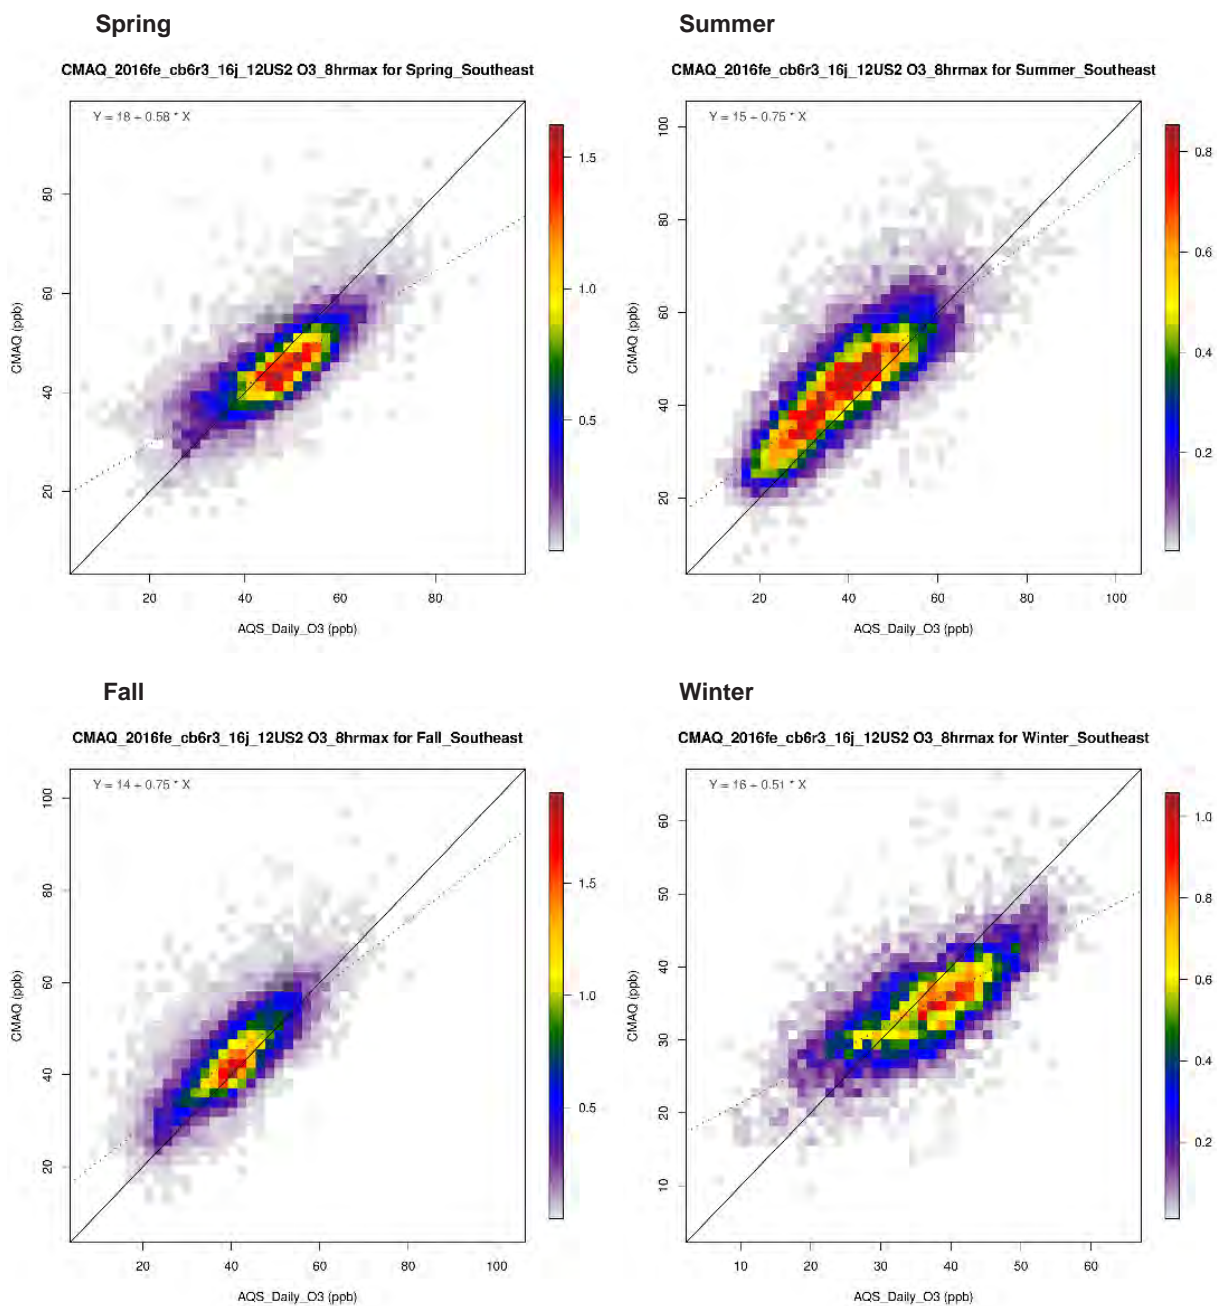 Spring
CMAQ_2016fe_cb6r3_16j_12US2 O3_8hrmax for Spring_Southeast
Y = 18 + 0.58 * X
1.5
1.0
0.5
80
60
40
20
CMAQ (ppb)
20 40 60 80
AQS_Daily_O3 (ppb)
Summer
CMAQ_2016fe_cb6r3_16j_12US2 O3_8hrmax for Summer_Southeast
Y = 15 + 0.75 * X
0.8
0.6
0.4
0.2
100
80
60
40
20
CMAQ (ppb)
20 40 60 80 100
AQS_Daily_O3 (ppb)
Fall
CMAQ_2016fe_cb6r3_16j_12US2 O3_8hrmax for Fall_Southeast
Y = 14 + 0.75 * X
1.5
1.0
0.5
100
80
60
40
20
CMAQ (ppb)
20 40 60 80 100
AQS_Daily_O3 (ppb)
Winter
CMAQ_2016fe_cb6r3_16j_12US2 O3_8hrmax for Winter_Southeast
Y = 16 + 0.51 * X
1.0
0.8
0.6
0.4
0.2
60
50
40
30
20
10
CMAQ (ppb)
10 20 30 40 50 60
AQS_Daily_O3 (ppb)